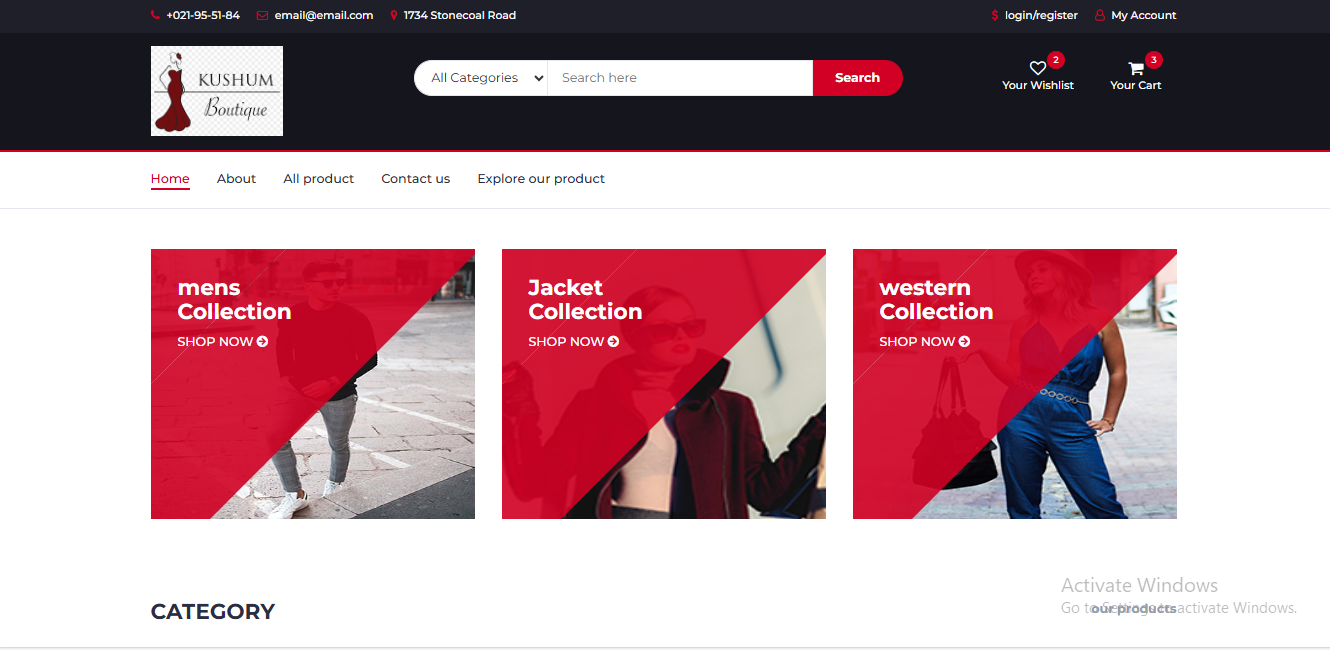 +021-95-51-84 email@email.com 1734 Stonecoal Road
$ login/register My Account
KUSHUM
Boutique
All Categories Search here Search
2
Your Wishlist
3
Your Cart
Home About All product Contact us Explore our product
mens
Collection
SHOP NOW
Jacket
Collection
SHOP NOW
western
Collection
SHOP NOW
CATEGORY
our products
Activate Windows
Go to Settings to activate Windows.